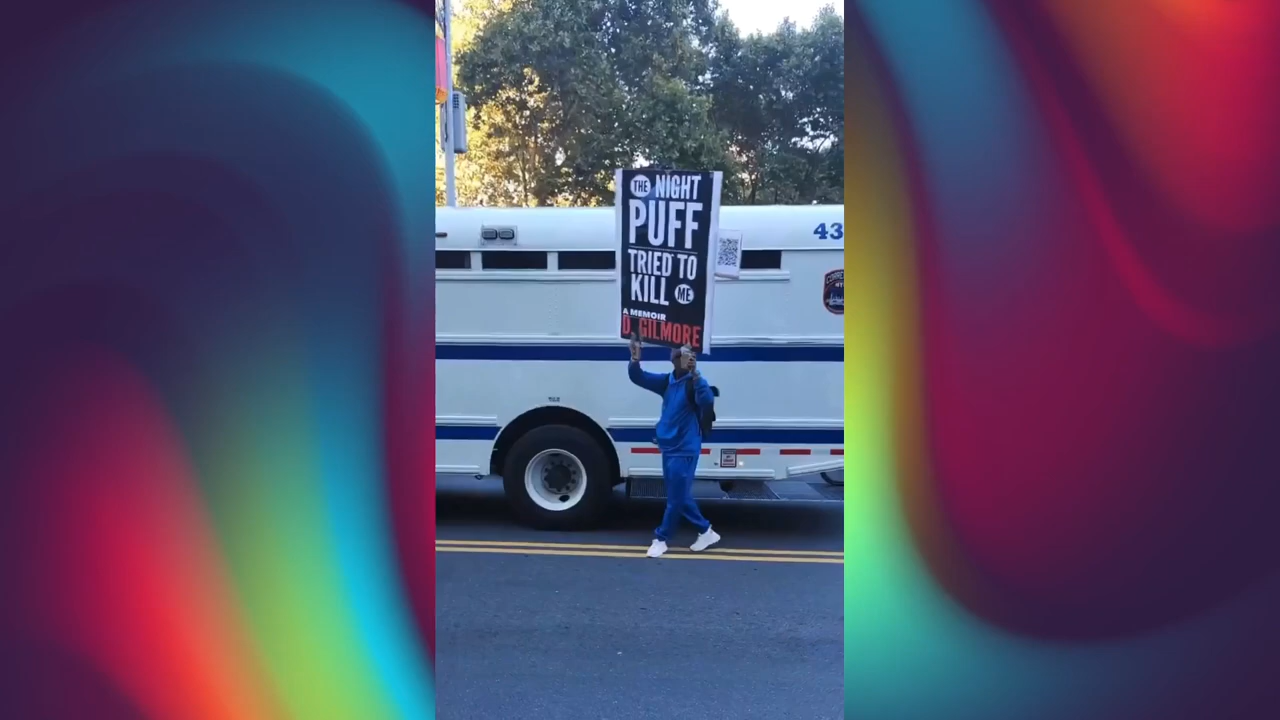 THE NIGHT
PUFF
TRIED TO
KILL ME
A MEMOIR
D. GILMORE
43